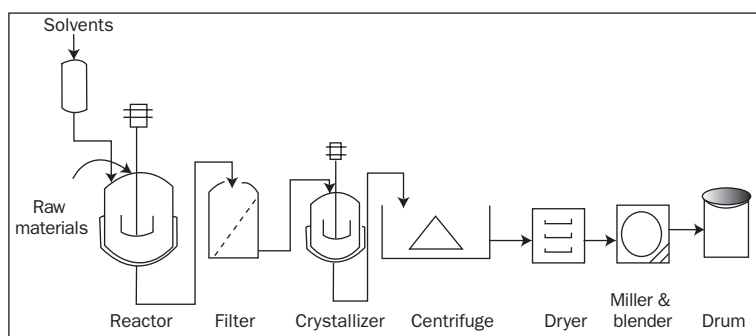 Solvents
Raw
materials
Reactor
Filter
Crystallizer
Centrifuge
Dryer
Miller &
blender
Drum